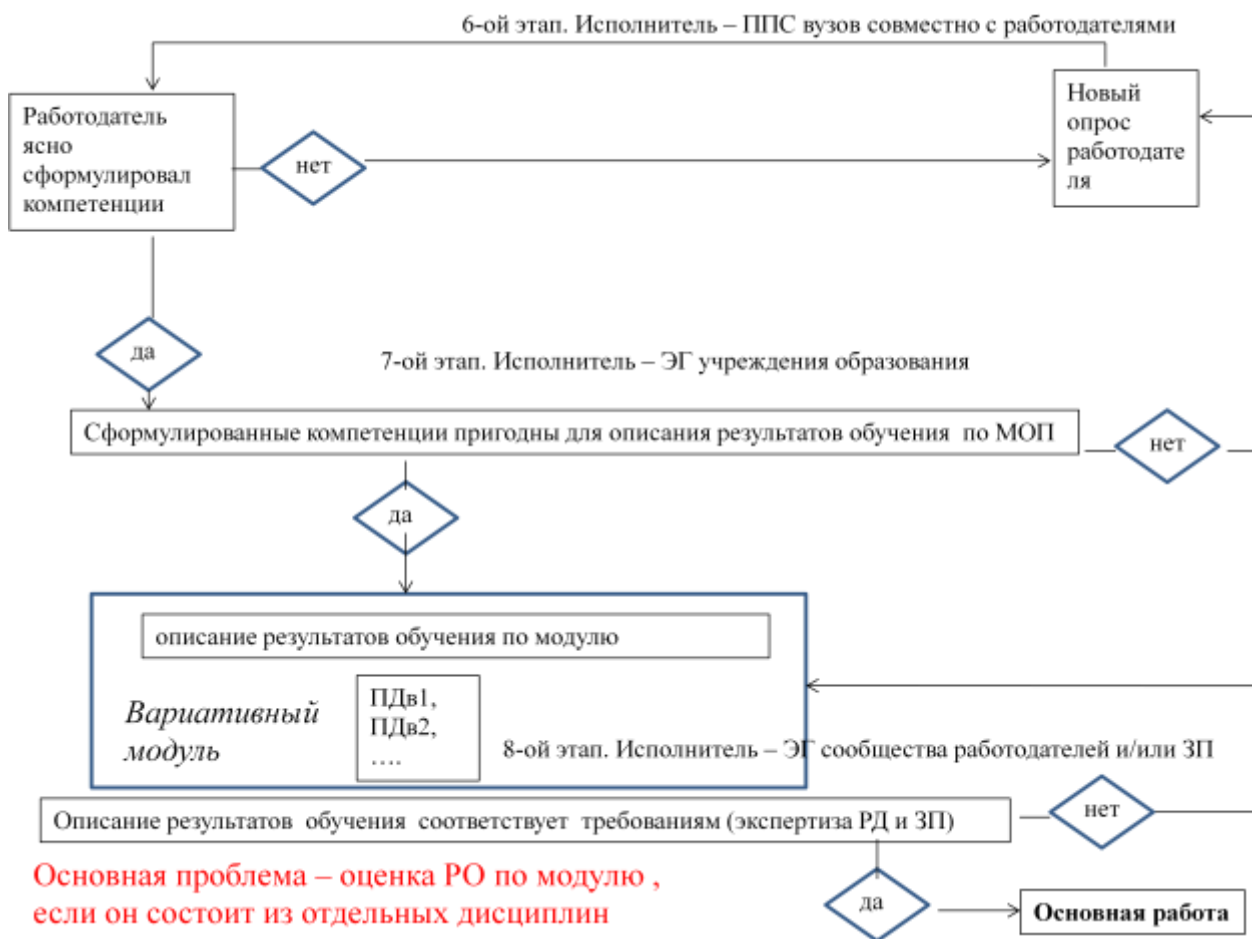 6-ой этап. Исполнитель – ППС вузов совместно с работодателями
Работодатель
ясно
сформулировал
компетенции
нет
Новый
опрос
работодате
ля
да
7-ой этап. Исполнитель – ЭГ учреждения образования
Сформулированные компетенции пригодны для описания результатов обучения по МОП
нет
да
описание результатов обучения по модулю
Вариативный
модуль
ПДв1,
ПДв2,
….
8-ой этап. Исполнитель – ЭГ сообщества работодателей и/или ЗП
Описание результатов обучения соответствует требованиям (экспертиза РД и ЗП)
нет
Основная проблема – оценка РО по модулю ,
если он состоит из отдельных дисциплин
да
Основная работа